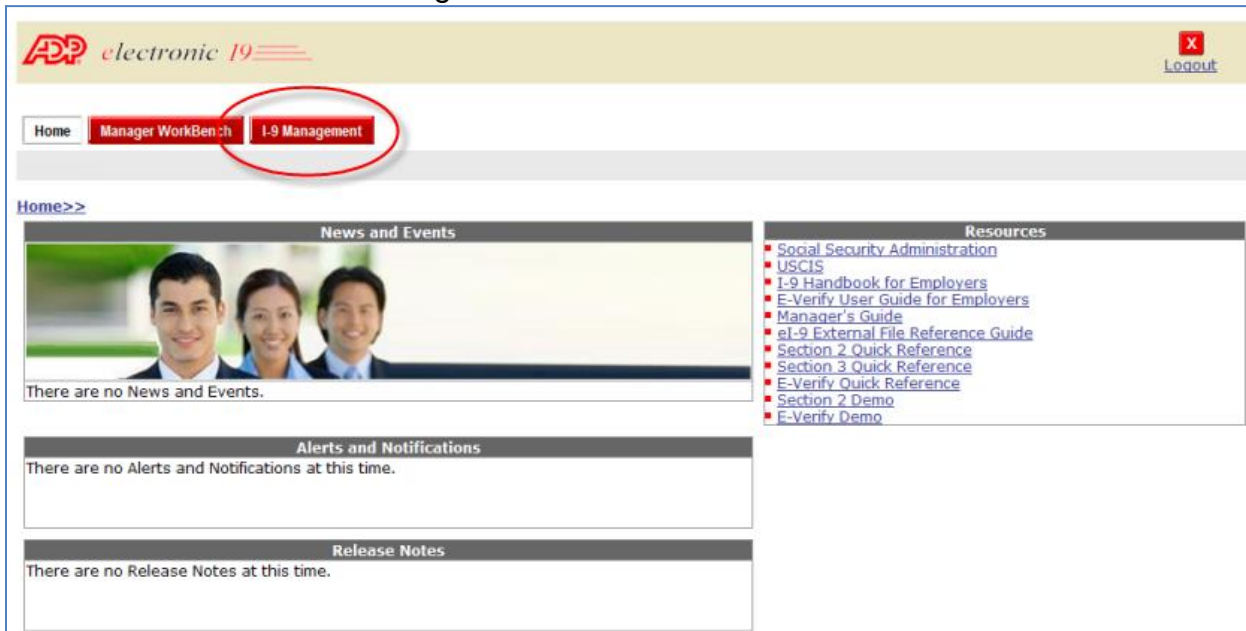 ADP electronic I9
X
Logout
Home Manager WorkBench I-9 Management
Home>>
News and Events
There are no News and Events.
Resources
Social Security Administration
USCIS
I-9 Handbook for Employers
E-Verify User Guide for Employers
Manager's Guide
eI-9 External File Reference Guide
Section 2 Quick Reference
Section 3 Quick Reference
E-Verify Quick Reference
Section 2 Demo
E-Verify Demo
Alerts and Notifications
There are no Alerts and Notifications at this time.
Release Notes
There are no Release Notes at this time.